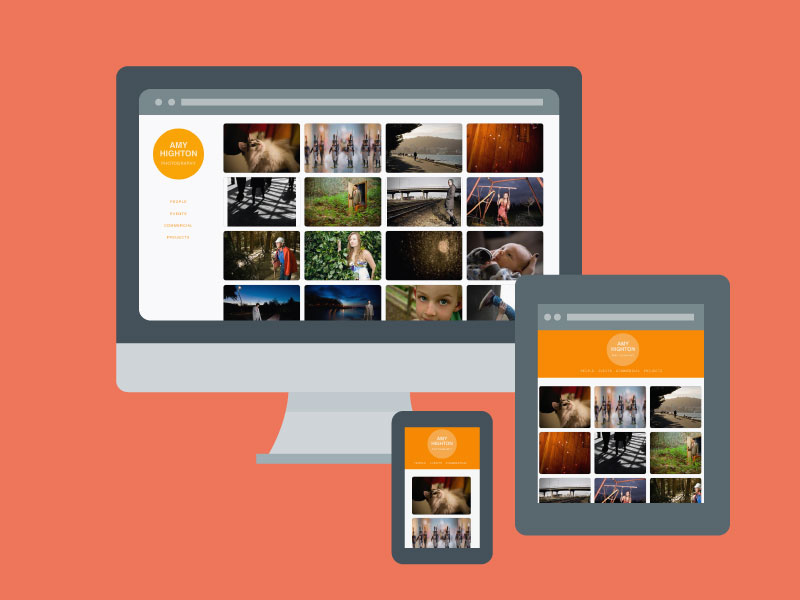 AMY
HIGHTON
PHOTOGRAPHY
PEOPLE
EVENTS
COMMERCIAL
PROJECTS
AMY
HIGHTON
PHOTOGRAPHY
PEOPLE EVENTS COMMERCIAL PROJECTS
AMY
HIGHTON
PEOPLE EVENTS COMMERCIAL